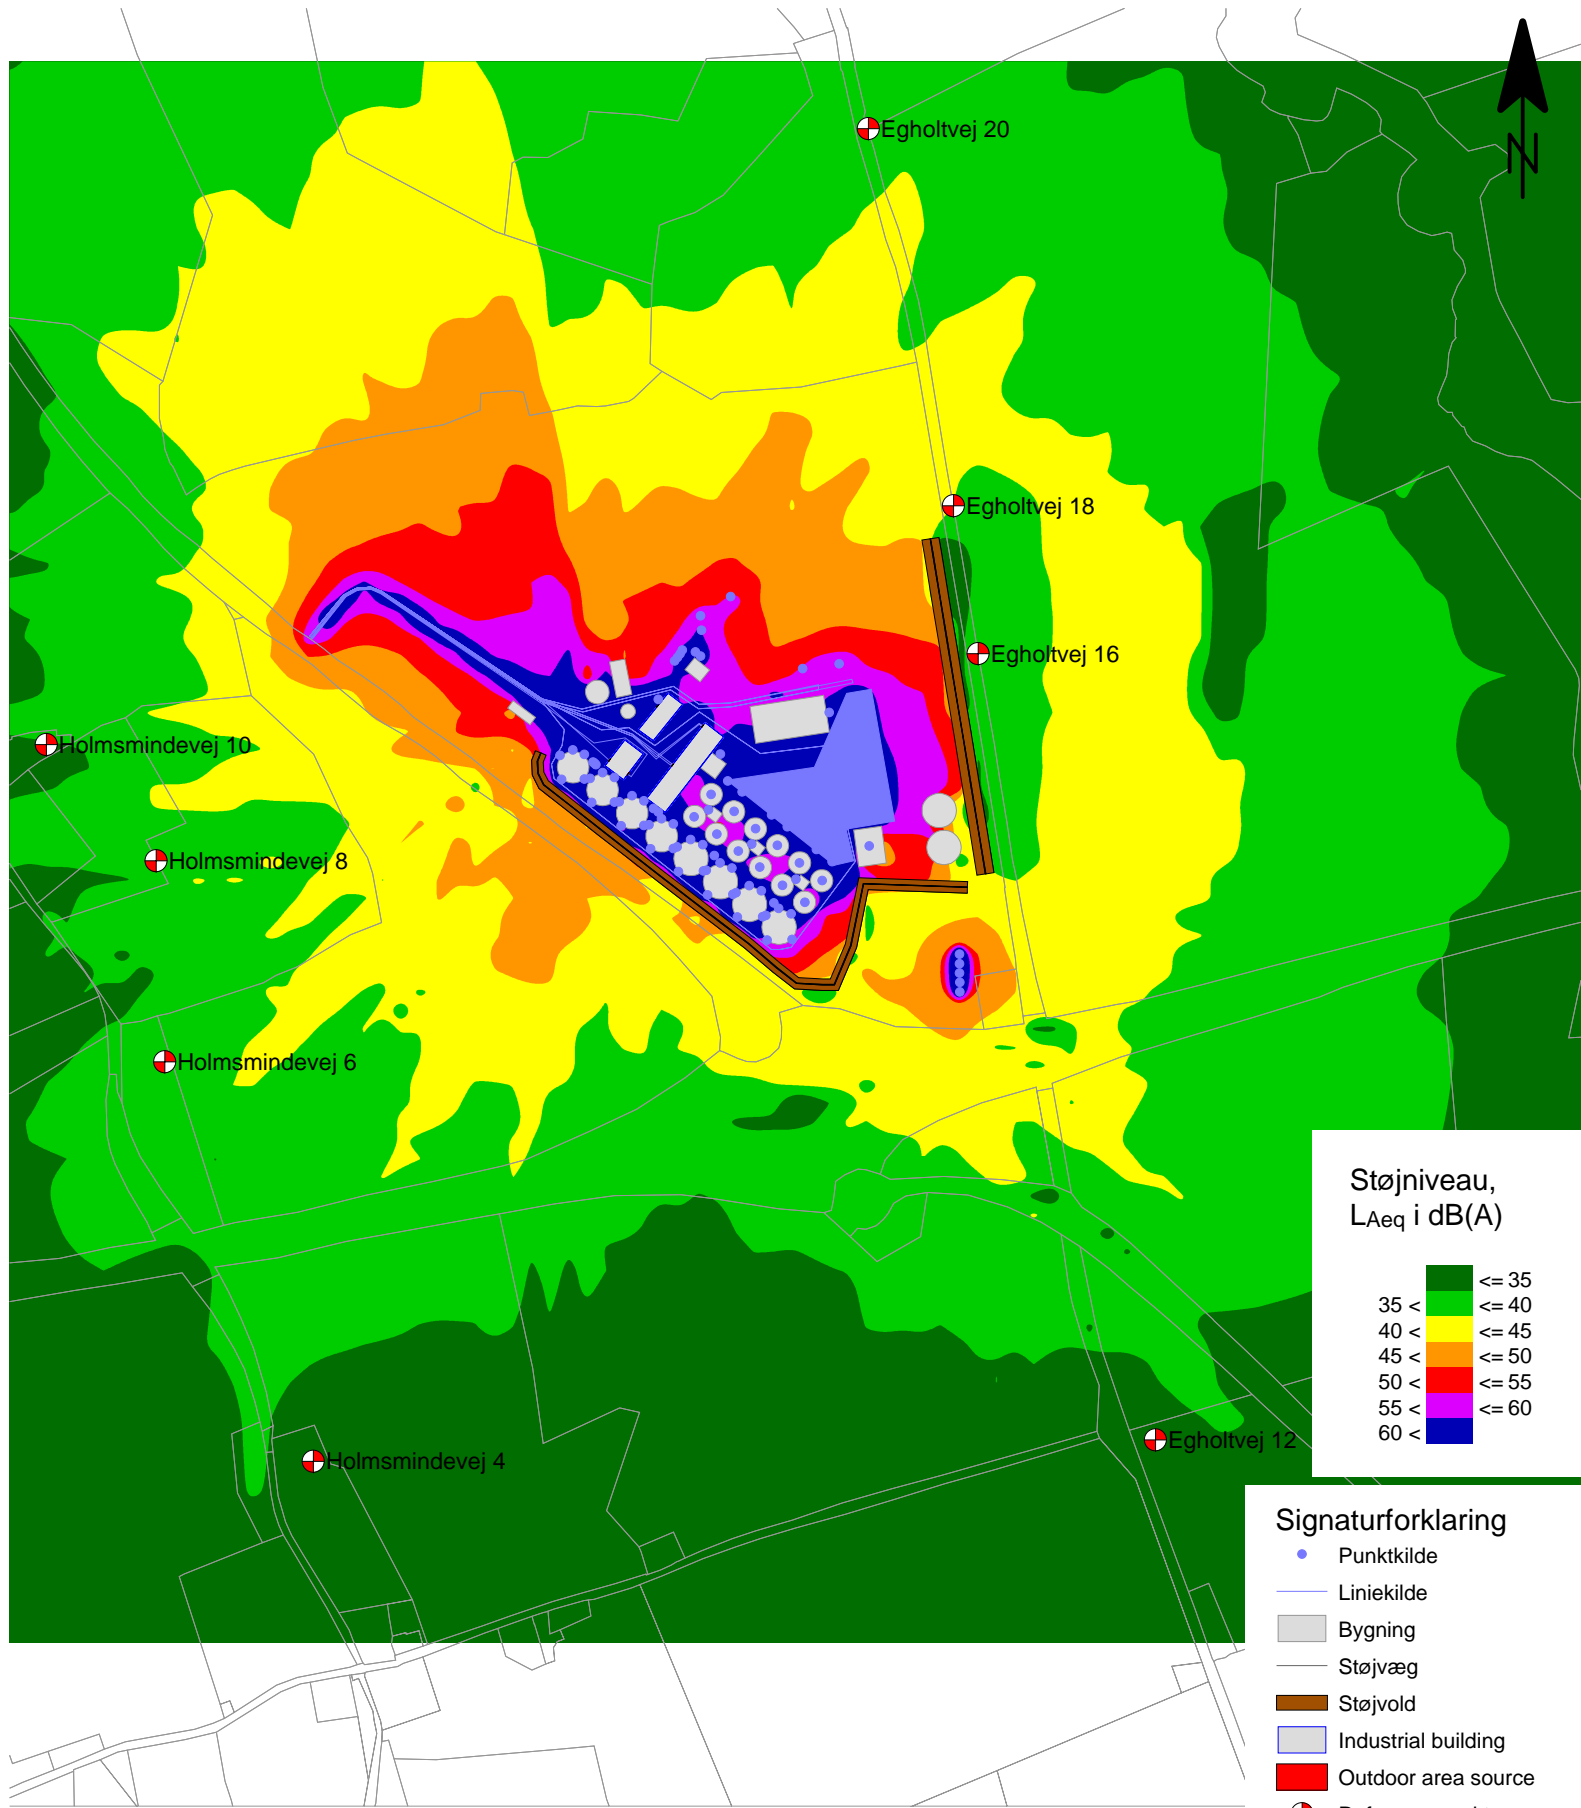 N
Egholtvej 20
Egholtvej 18
Egholtvej 16
Holmsmindevej 10
Holmsmindevej 8
Holmsmindevej 6
Holmsmindevej 4
Egholtvej 12
Støjniveau,
LAeq i dB(A)
<= 35
35 < <= 40
40 < <= 45
45 < <= 50
50 < <= 55
55 < <= 60
60 <
Signaturforklaring
Punktkilde
Liniekilde
Bygning
Støjvæg
Støjvold
Industrial building
Outdoor area source